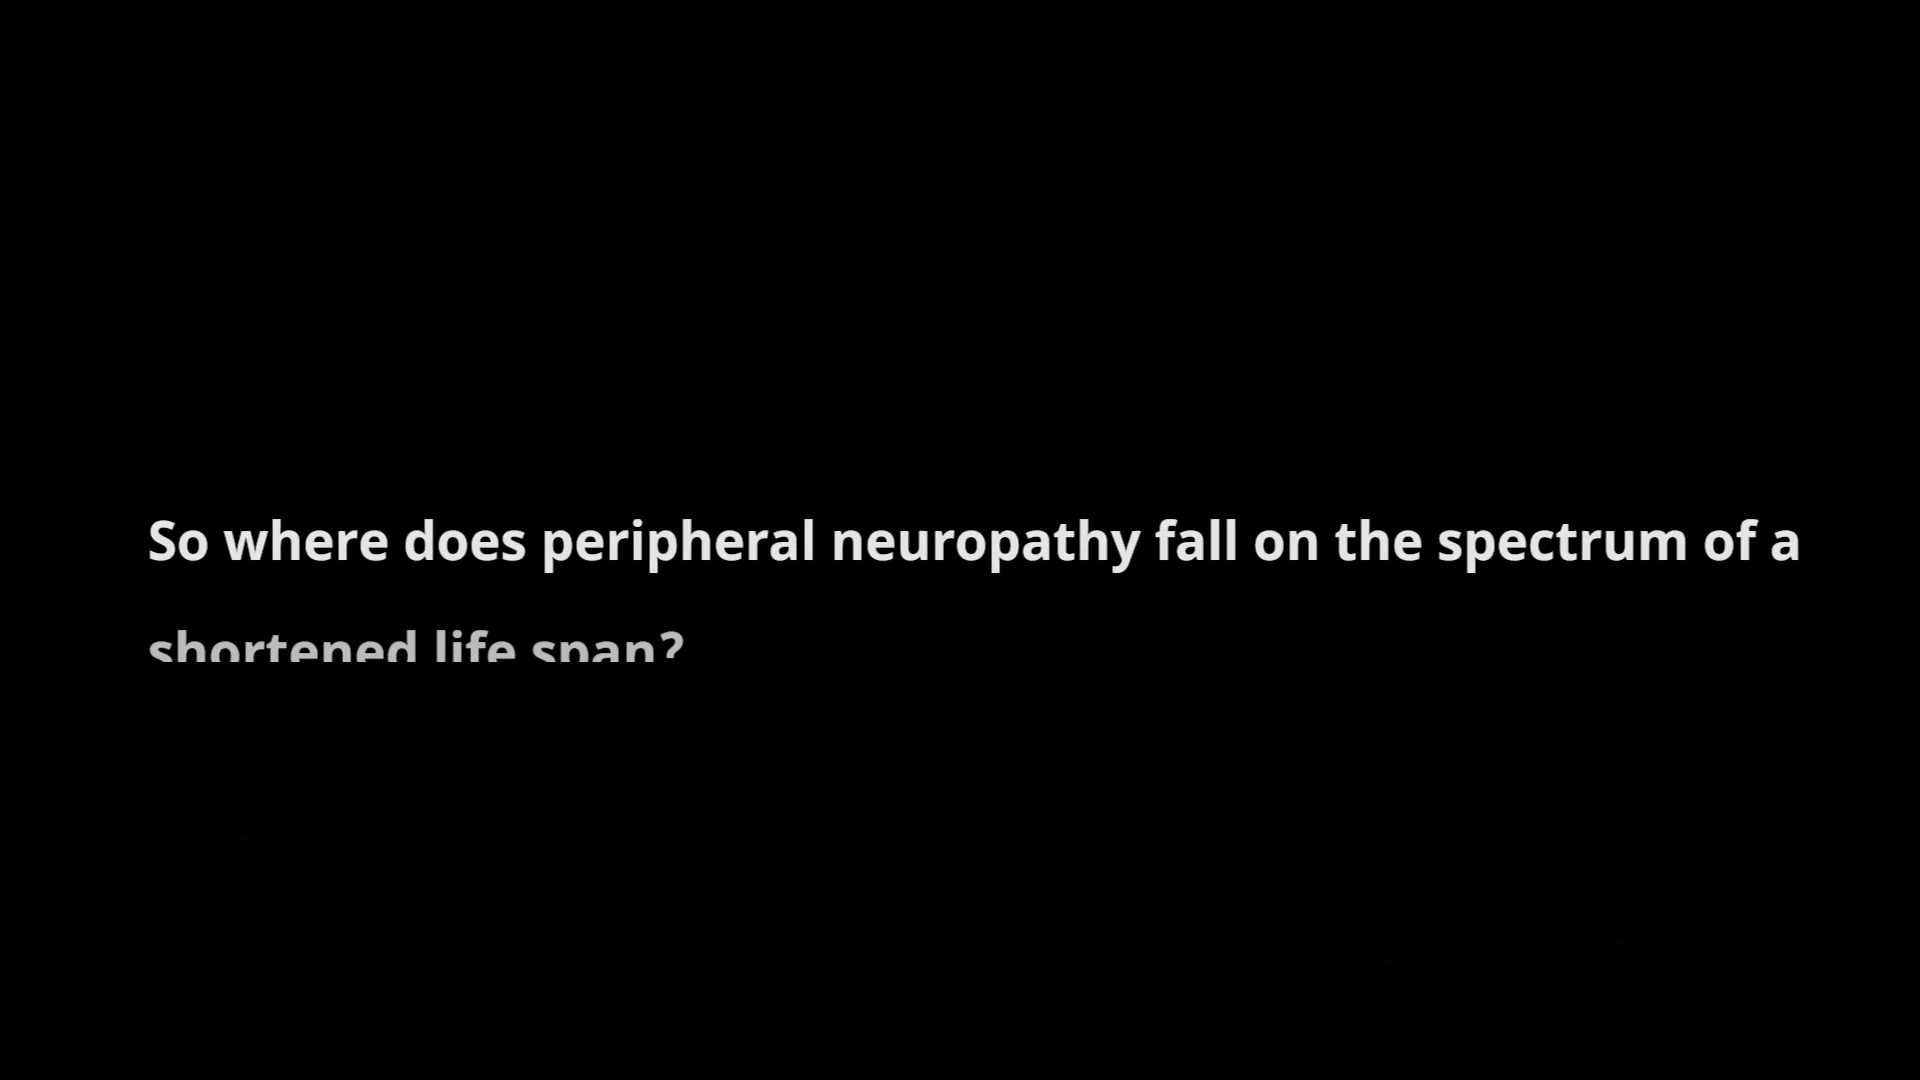 So where does peripheral neuropathy fall on the spectrum of a
shortened life span?